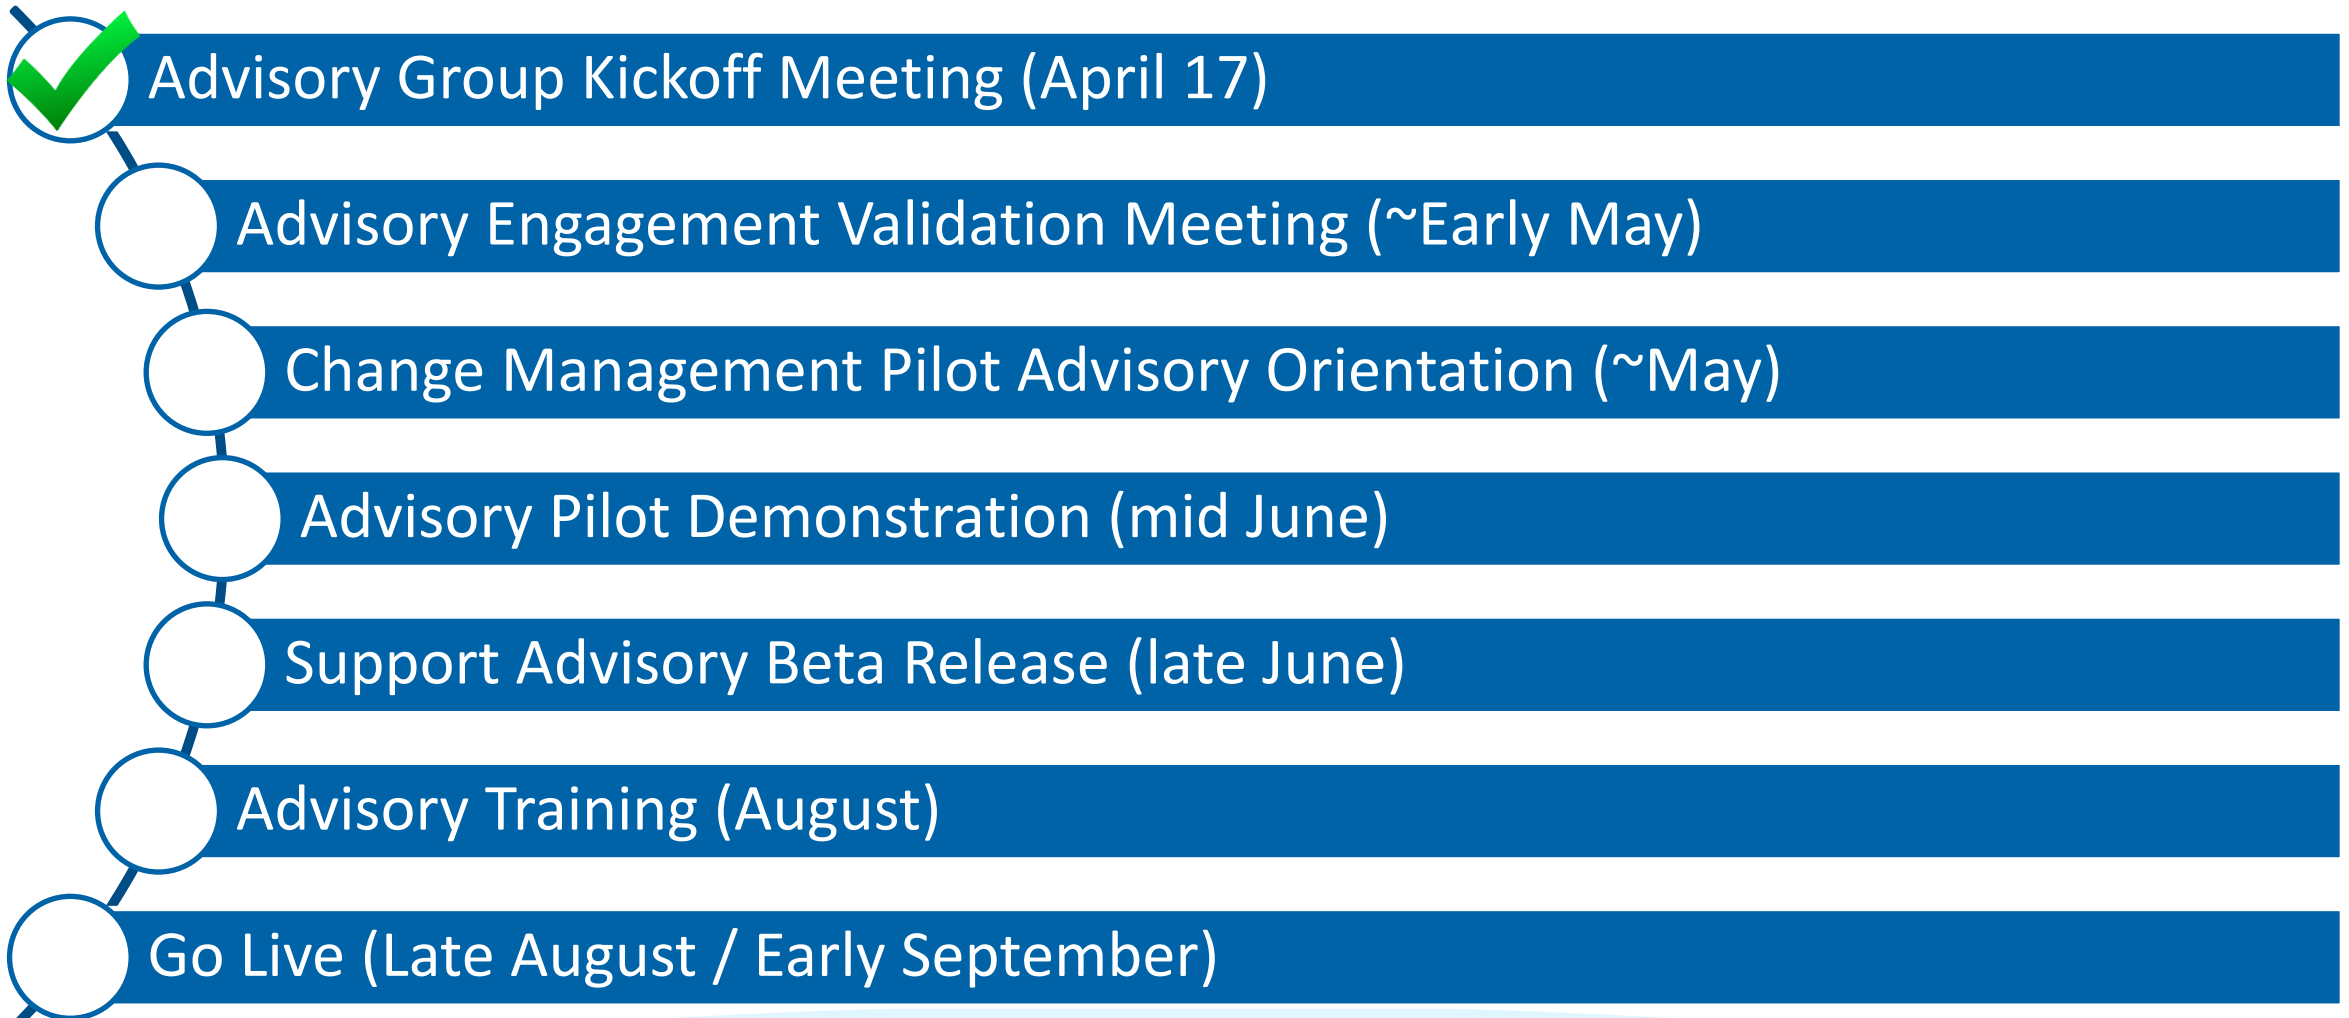 Advisory Group Kickoff Meeting (April 17)
Advisory Engagement Validation Meeting (~Early May)
Change Management Pilot Advisory Orientation (~May)
Advisory Pilot Demonstration (mid June)
Support Advisory Beta Release (late June)
Advisory Training (August)
Go Live (Late August / Early September)